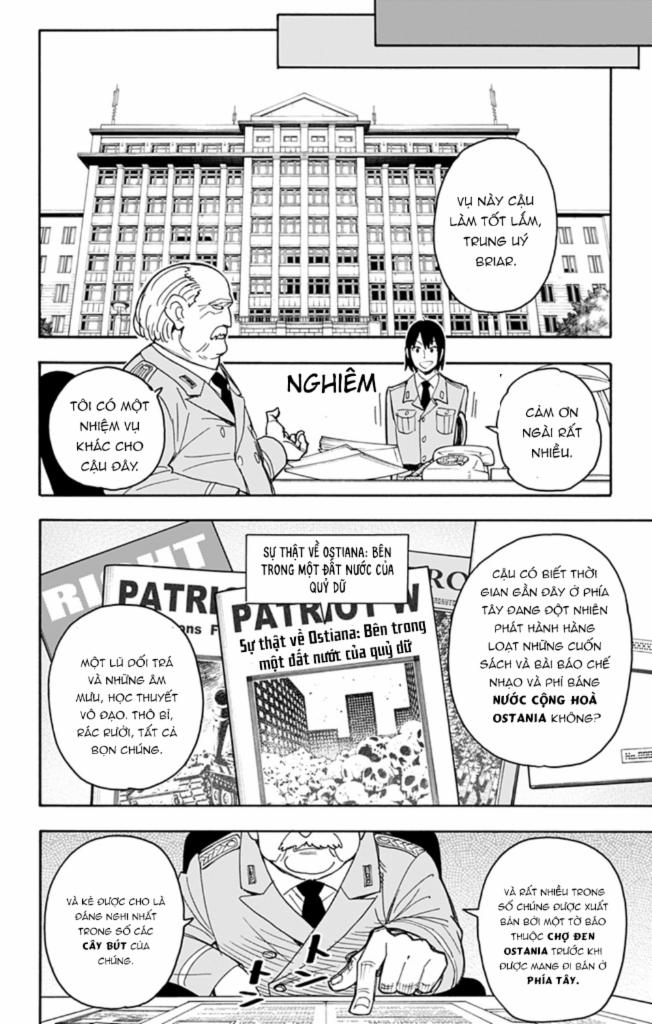 VỤ NÀY CẬU
LÀM TỐT LẮM,
TRUNG UÝ
BRIAR.
NGHIÊM
TÔI CÓ MỘT
NHIỆM VỤ
KHÁC CHO
CẬU ĐÂY.
CẢM ƠN
NGÀI RẤT
NHIỀU.
SỰ THẬT VỀ OSTIANA: BÊN
TRONG MỘT ĐẤT NƯỚC CỦA
QUỶ DỮ
RIGHT
PATRI
ons F
PATRIOT W
Sự thật về Ostiana: Bên trong
một đất nước của quỷ dữ
RO
CẬU CÓ BIẾT THỜI
GIAN GẦN ĐÂY Ở PHÍA
TÂY ĐANG ĐỘT NHIÊN
PHÁT HÀNH HÀNG
LOẠT NHỮNG CUỐN
SÁCH VÀ BÀI BÁO CHẾ
NHẠO VÀ PHỈ BÁNG
NƯỚC CỘNG HOÀ
OSTANIA KHÔNG?
MỘT LŨ DỐI TRÁ
VÀ NHỮNG ÂM
MƯU, HỌC THUYẾT
VÔ ĐẠO. THÔ BỈ,
RÁC RƯỞI, TẤT CẢ
BỌN CHÚNG.
VÀ RẤT NHIỀU TRONG
SỐ CHÚNG ĐƯỢC XUẤT
BẢN BỞI MỘT TỜ BÁO
THUỘC CHỢ ĐEN
OSTANIA TRƯỚC KHI
ĐƯỢC MANG ĐI BÁN Ở
PHÍA TÂY.
VÀ KẺ ĐƯỢC CHO LÀ
ĐÁNG NGHI NHẤT
TRONG SỐ CÁC
CÂY BÚT CỦA
CHÚNG.